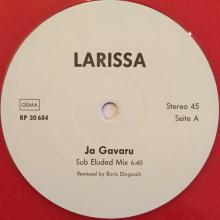 LARISSA
GEMA
Stereo 45
RP 30 684
Seite A
Ja Gavaru
Sub Eluded Mix 6:40
Remixed by Boris Dlugosch